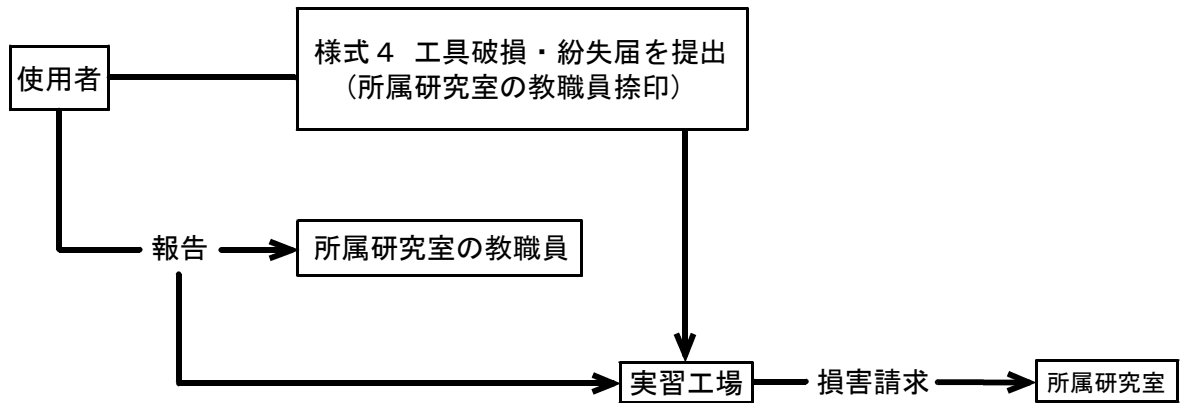 使用者
様式４ 工具破損・紛失届を提出
（所属研究室の教職員捺印）
報告
所属研究室の教職員
実習工場
損害請求
所属研究室